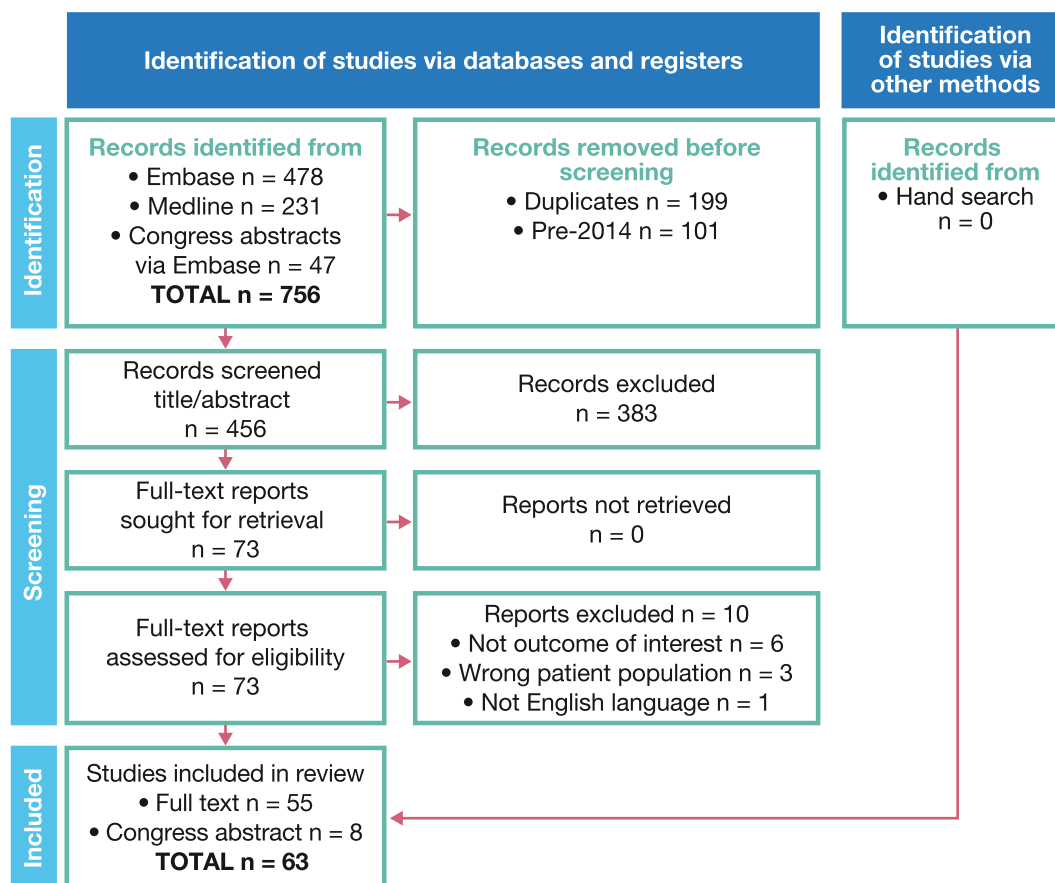 Identification of studies via databases and registers
Identification
of studies via
other methods
Identification
Records identified from
• Embase n = 478
• Medline n = 231
• Congress abstracts
via Embase n = 47
TOTAL n = 756
Records removed before
screening
• Duplicates n = 199
• Pre-2014 n = 101
Records
identified from
• Hand search
n = 0
Screening
Records screened
title/abstract
n = 456
Records excluded
n = 383
Full-text reports
sought for retrieval
n = 73
Reports not retrieved
n = 0
Full-text reports
assessed for eligibility
n = 73
Reports excluded n = 10
• Not outcome of interest n = 6
• Wrong patient population n = 3
• Not English language n = 1
Included
Studies included in review
• Full text n = 55
• Congress abstract n = 8
TOTAL n = 63